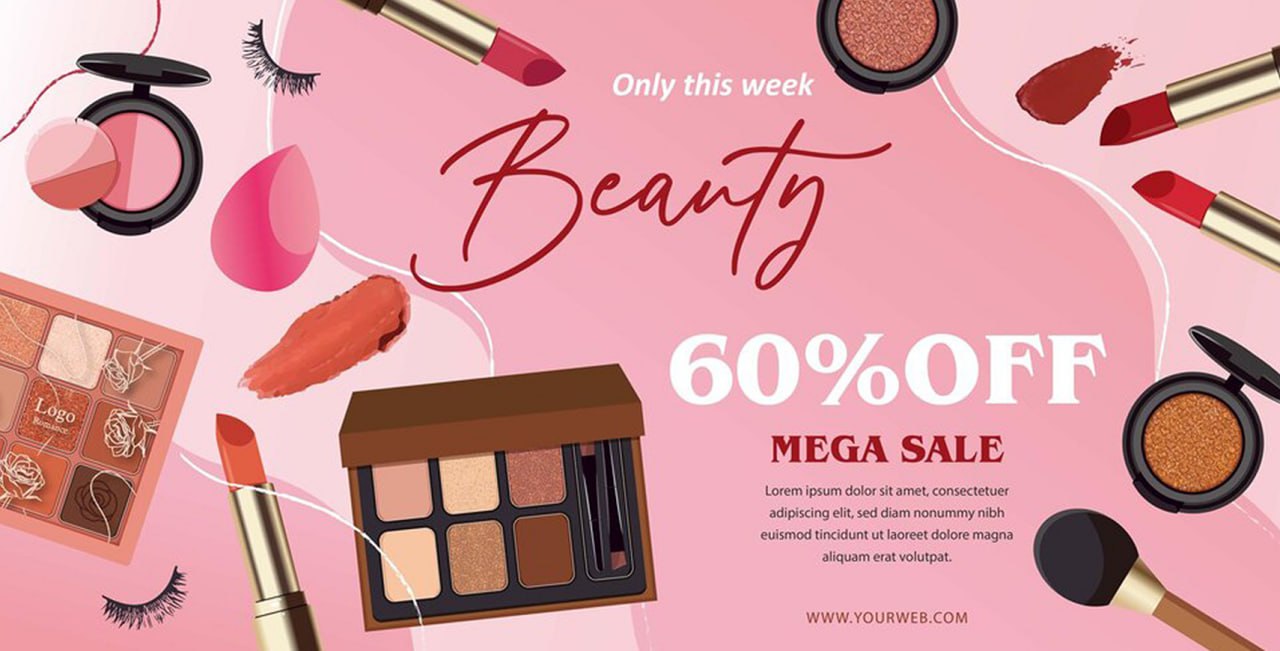 Only this week
Beauty
60%OFF
MEGA SALE
Lorem ipsum dolor sit amet, consectetuer
adipiscing elit, sed diam nonummy nibh
euismod tincidunt ut laoreet dolore magna
aliquam erat volutpat.
WWW.YOURWEB.COM
Logo
Romance